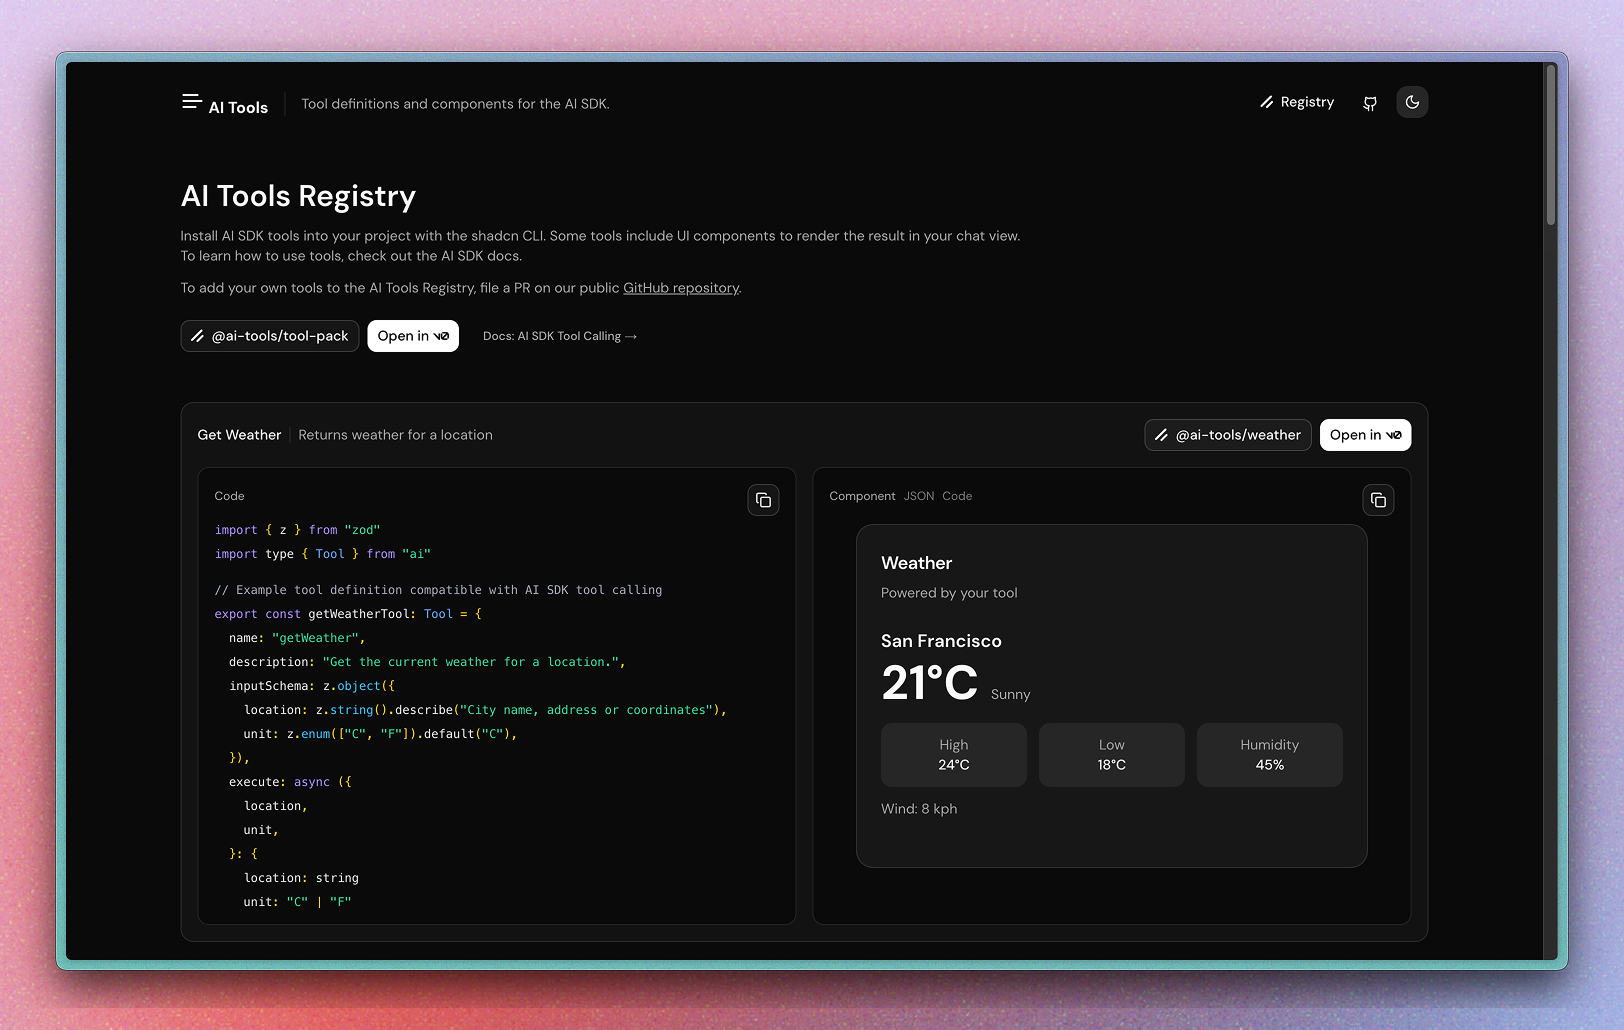 AI Tools
Tool definitions and components for the AI SDK.
Registry
AI Tools Registry
Install AI SDK tools into your project with the shadcn CLI. Some tools include UI components to render the result in your chat view.
To learn how to use tools, check out the AI SDK docs.
To add your own tools to the AI Tools Registry, file a PR on our public GitHub repository.
@ai-tools/tool-pack
Open in v0
Docs: AI SDK Tool Calling →
Get Weather
Returns weather for a location
@ai-tools/weather
Open in v0
Code
import { z } from "zod"
import type { Tool } from "ai"
// Example tool definition compatible with AI SDK tool calling
export const getWeatherTool: Tool = {
name: "getWeather",
description: "Get the current weather for a location.",
inputSchema: z.object({
location: z.string().describe("City name, address or coordinates"),
unit: z.enum(["C", "F"]).default("C"),
}),
execute: async ({
location,
unit,
}: {
location: string
unit: "C" | "F"
Component JSON Code
Weather
Powered by your tool
San Francisco
21°C Sunny
High
24°C
Low
18°C
Humidity
45%
Wind: 8 kph